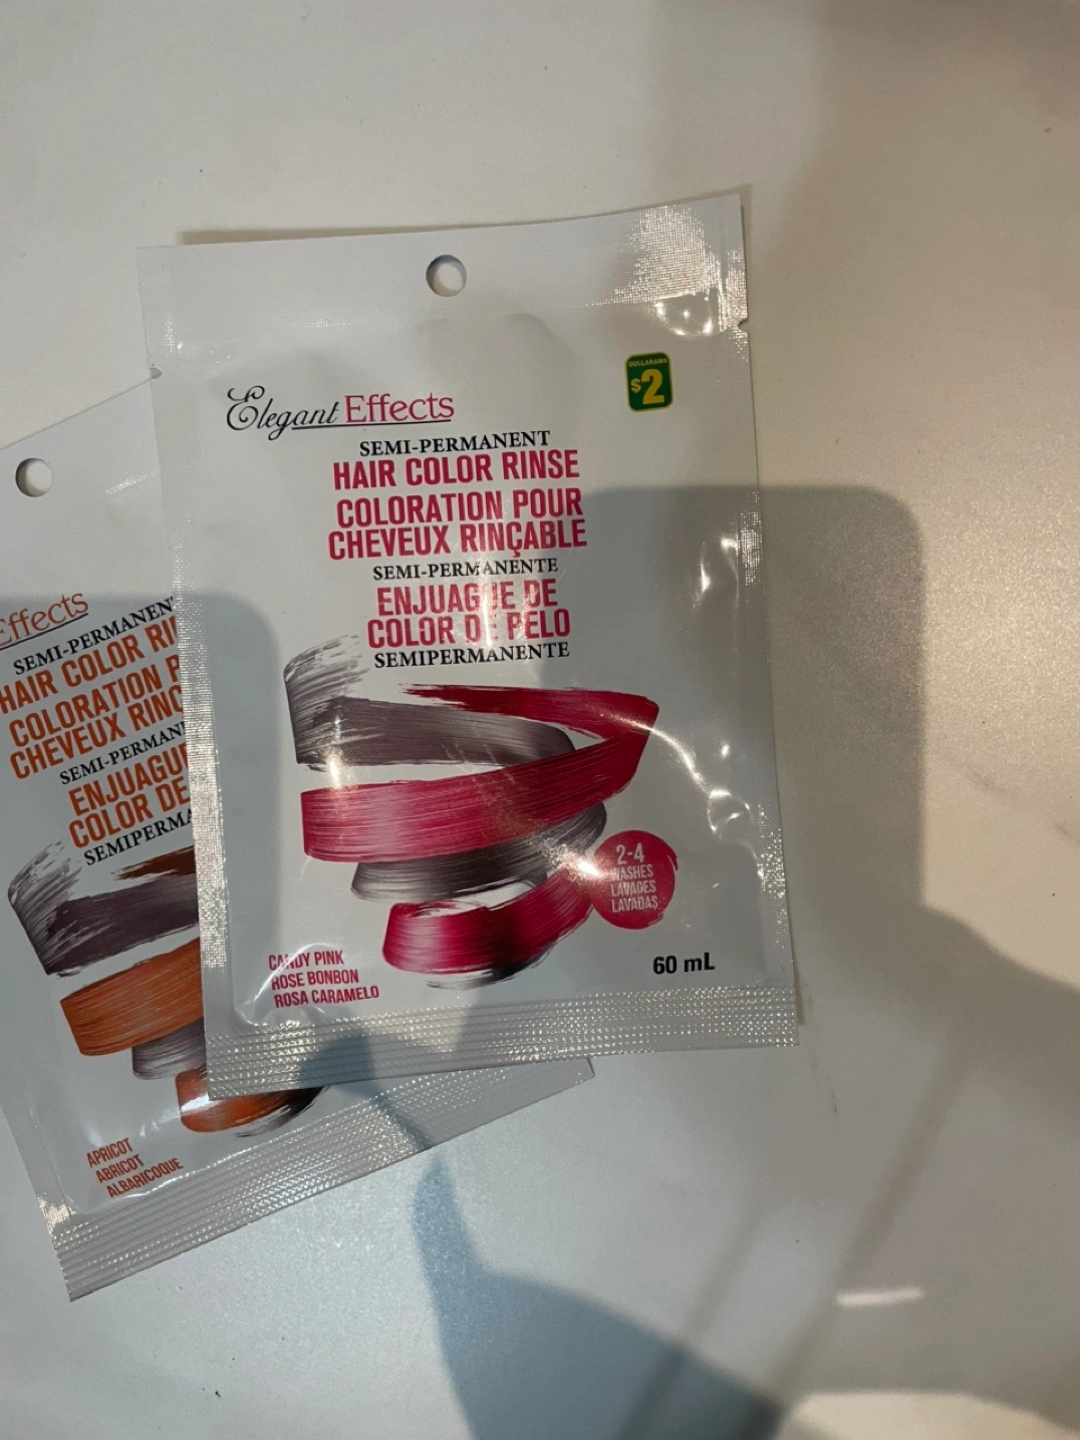 DOLLARAMA
$2
Elegant Effects
SEMI-PERMANENT
HAIR COLOR RINSE
COLORATION POUR
CHEVEUX RINÇABLE
SEMI-PERMANENTE
ENJUAGUE DE
COLOR DE PELO
SEMIPERMANENTE
2-4
WASHES
LAVAGES
LAVADAS
CANDY PINK
ROSE BONBON
ROSA CARAMELO
60 mL
Effects
SEMI-PERMANEN
HAIR COLOR RI
COLORATION P
CHEVEUX RINÇ
SEMI-PERMAN
ENJUAGU
COLOR DE
SEMIPERMA
APRICOT
ABRICOT
ALBARICOQUE